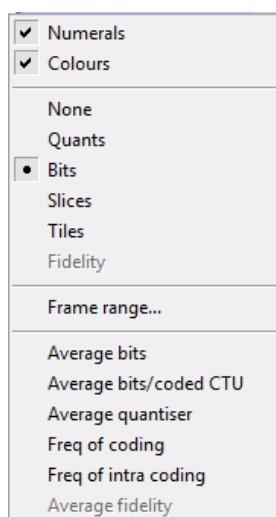 Numerals
Colours
None
Quants
Bits
Slices
Tiles
Fidelity
Frame range...
Average bits
Average bits/coded CTU
Average quantiser
Freq of coding
Freq of intra coding
Average fidelity